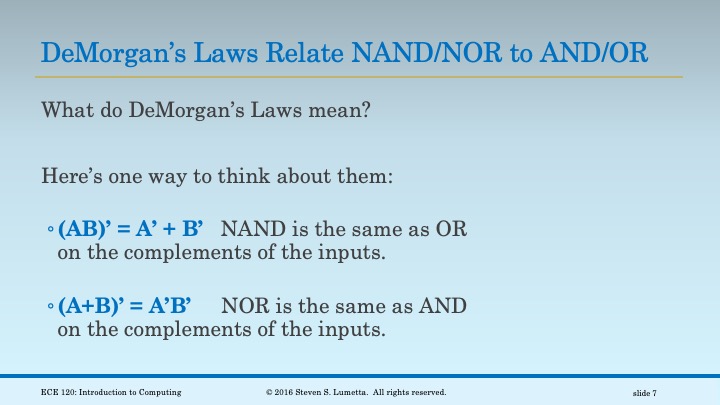 DeMorgan’s Laws Relate NAND/NOR to AND/OR
What do DeMorgan’s Laws mean?
Here’s one way to think about them:
◦ (AB)’ = A’ + B’ NAND is the same as OR
on the complements of the inputs.
◦ (A+B)’ = A’B’ NOR is the same as AND
on the complements of the inputs.
ECE 120: Introduction to Computing © 2016 Steven S. Lumetta. All rights reserved. slide 7